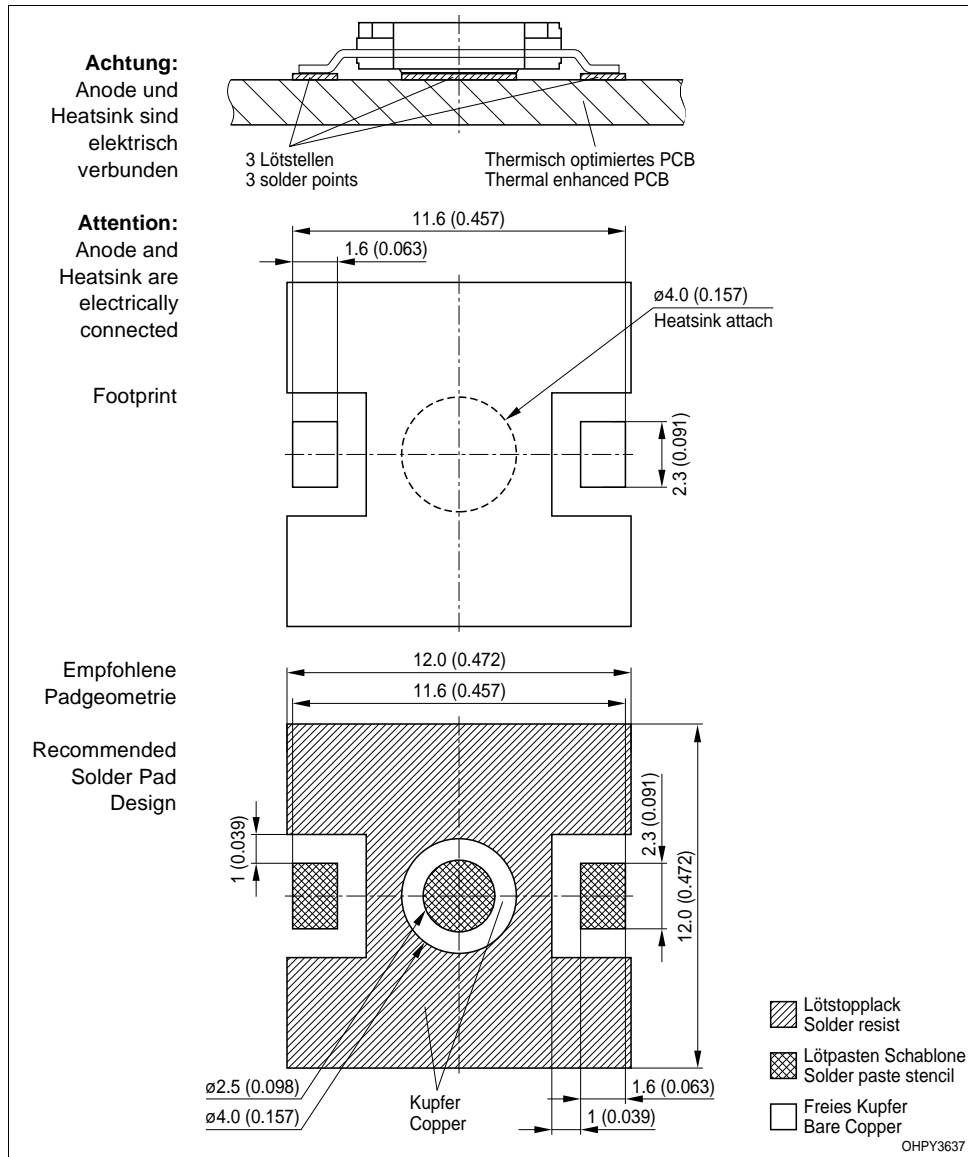 Achtung:
Anode und
Heatsink sind
elektrisch
verbunden
3 Lötstellen
3 solder points
Thermisch optimiertes PCB
Thermal enhanced PCB
Attention:
Anode and
Heatsink are
electrically
connected
Footprint
11.6 (0.457)
1.6 (0.063)
ø4.0 (0.157)
Heatsink attach
2.3 (0.091)
Empfohlene
Padgeometrie
Recommended
Solder Pad
Design
12.0 (0.472)
11.6 (0.457)
1 (0.039)
2.3 (0.091)
12.0 (0.472)
ø2.5 (0.098)
ø4.0 (0.157)
Kupfer
Copper
1.6 (0.063)
1 (0.039)
Lötstopplack
Solder resist
Lötpasten Schablone
Solder paste stencil
Freies Kupfer
Bare Copper
OHPY3637